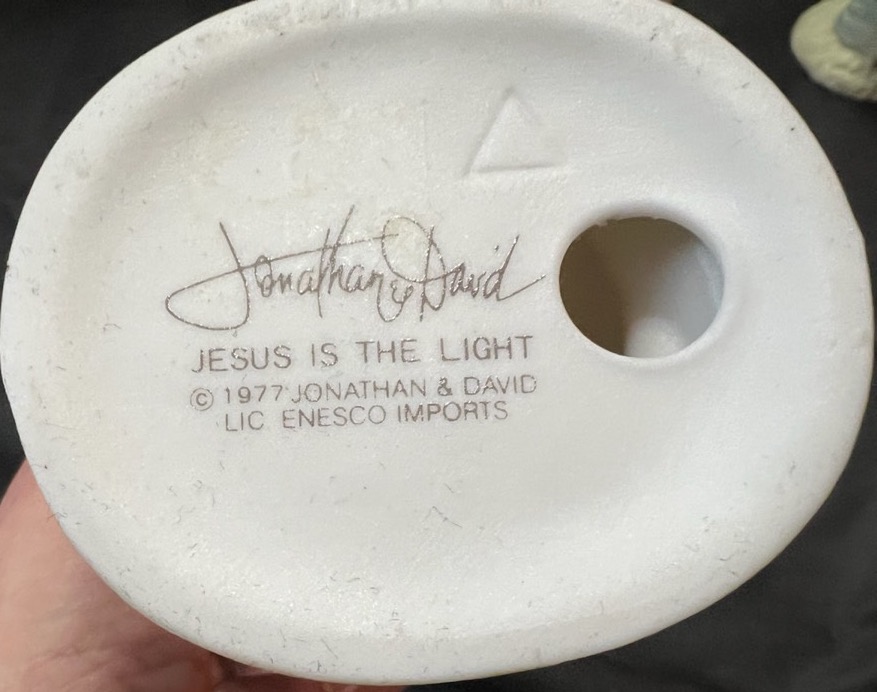 Jonathan & David
JESUS IS THE LIGHT
© 1977 JONATHAN & DAVID
LIC ENESCO IMPORTS